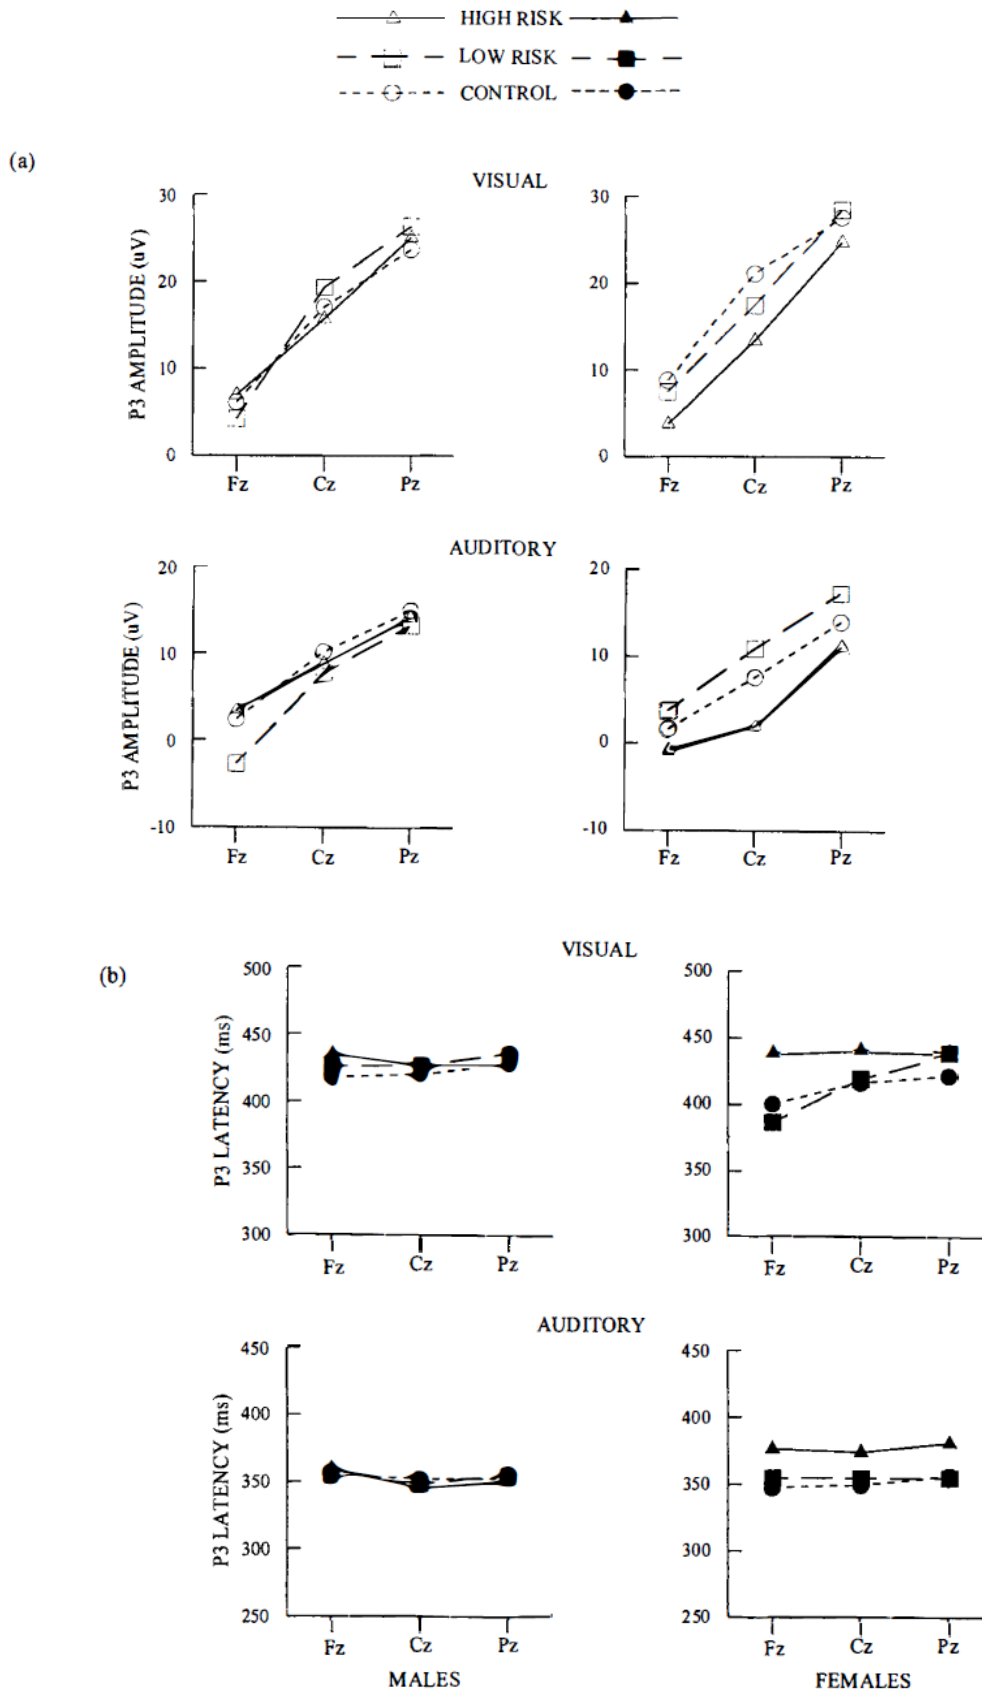 HIGH RISK
LOW RISK
CONTROL
(a)
VISUAL
P3 AMPLITUDE (uV)
30
20
10
0
Fz Cz Pz
30
20
10
0
Fz Cz Pz
AUDITORY
P3 AMPLITUDE (uV)
20
10
0
-10
Fz Cz Pz
20
10
0
-10
Fz Cz Pz
(b)
VISUAL
P3 LATENCY (ms)
500
450
400
350
300
Fz Cz Pz
500
450
400
350
300
Fz Cz Pz
AUDITORY
P3 LATENCY (ms)
450
400
350
300
250
Fz Cz Pz
MALES
450
400
350
300
250
Fz Cz Pz
FEMALES